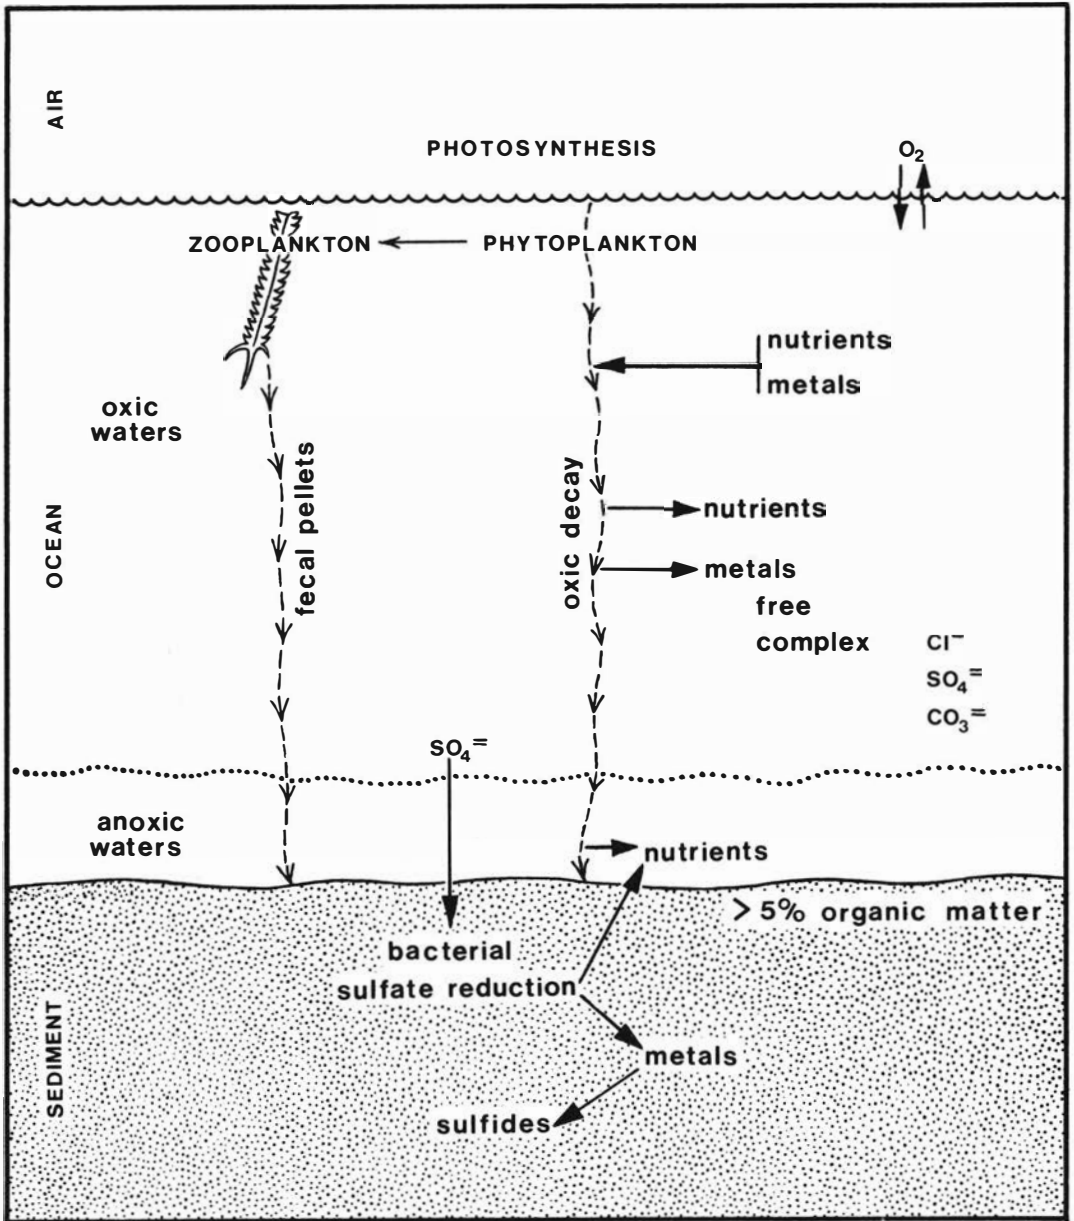 AIR
PHOTOSYNTHESIS
O₂
ZOOPLANKTON
PHYTOPLANKTON
nutrients
metals
oxic
waters
OCEAN
fecal pellets
oxic decay
nutrients
metals
free
complex
Cl⁻
SO₄⁼
CO₃⁼
SO₄⁼
anoxic
waters
nutrients
> 5% organic matter
bacterial
sulfate reduction
SEDIMENT
metals
sulfides